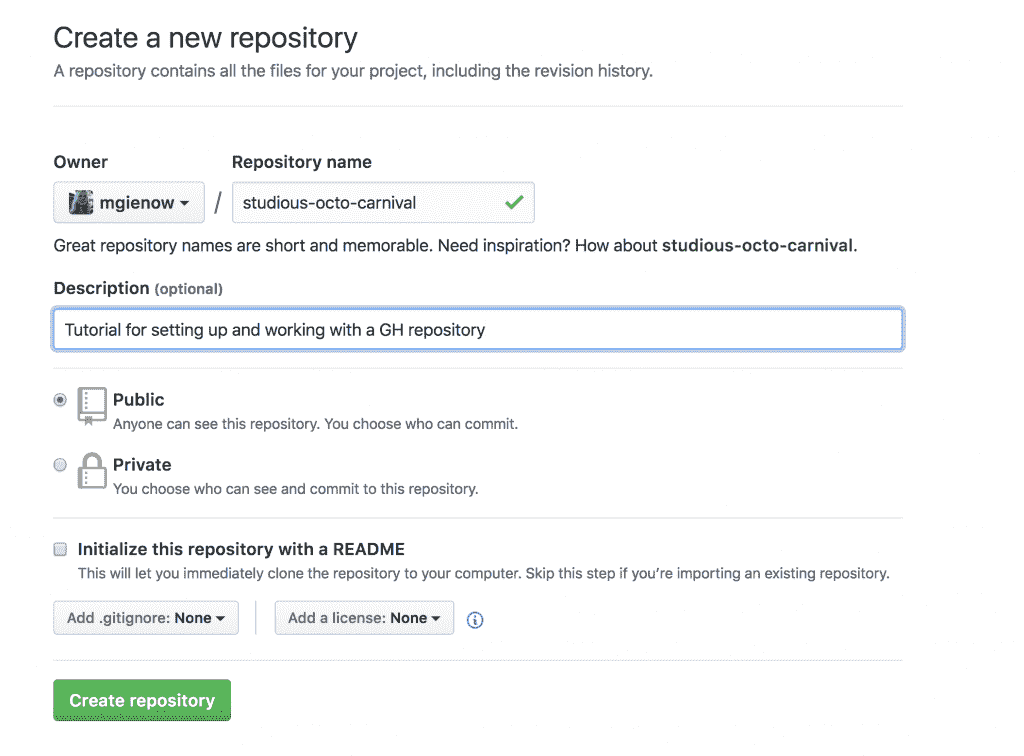 Create a new repository
A repository contains all the files for your project, including the revision history.
Owner
Repository name
mgienow / studious-octo-carnival
Great repository names are short and memorable. Need inspiration? How about studious-octo-carnival.
Description (optional)
Tutorial for setting up and working with a GH repository
Public
Anyone can see this repository. You choose who can commit.
Private
You choose who can see and commit to this repository.
Initialize this repository with a README
This will let you immediately clone the repository to your computer. Skip this step if you’re importing an existing repository.
Add .gitignore: None
Add a license: None
Create repository